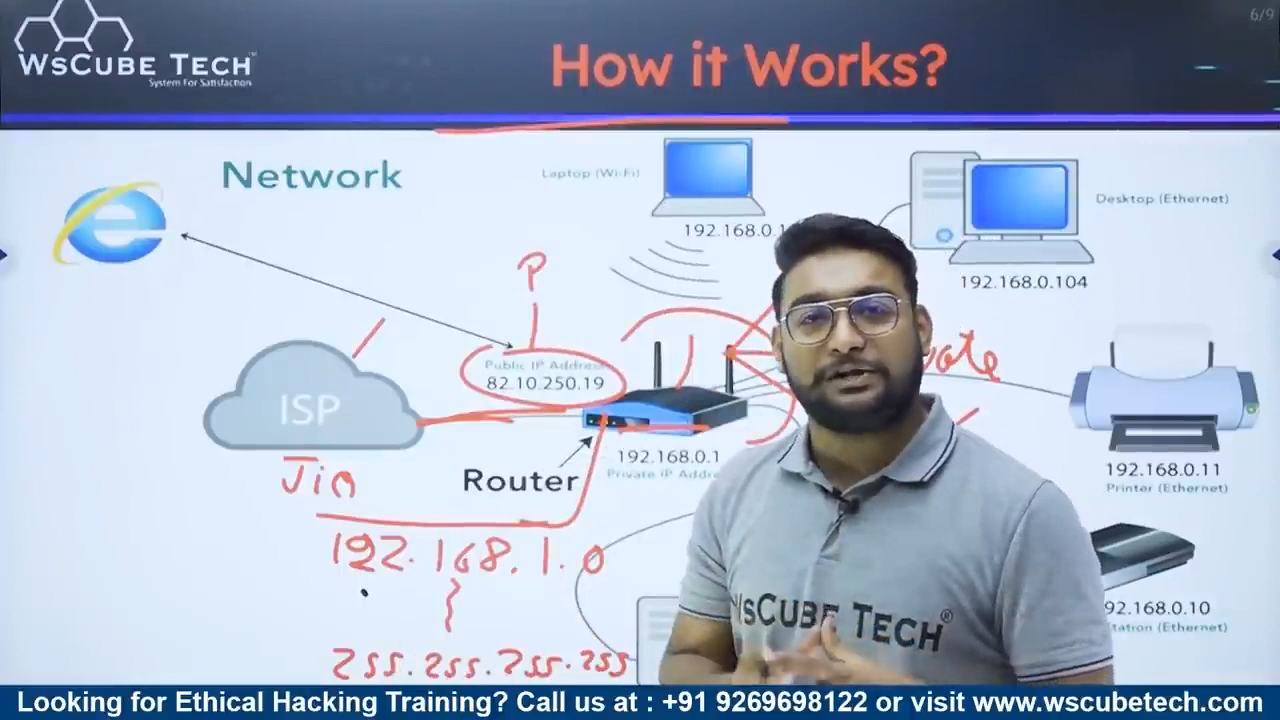 6/9
WsCube Tech
System For Satisfaction
How it Works?
Network
Laptop (Wi-Fi)
192.168.0.1
Desktop (Ethernet)
192.168.0.104
P
Public IP Address
82.10.250.19
ISP
Jio
Router
192.168.0.1
Private IP Addre
192.168.0.11
Printer (Ethernet)
192.168.1.0
255.255.255.255
92.168.0.10
tation (Ethernet)
WsCube Tech
Looking for Ethical Hacking Training? Call us at : +91 9269698122 or visit www.wscubetech.com